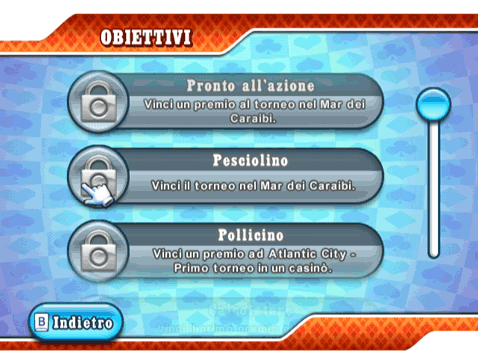 OBIETTIVI
Pronto all'azione
Vinci un premio al torneo nel Mar dei
Caraibi.
Pesciolino
Vinci il torneo nel Mar dei Caraibi.
Pollicino
Vinci un premio ad Atlantic City -
Primo torneo in un casinò.
B Indietro